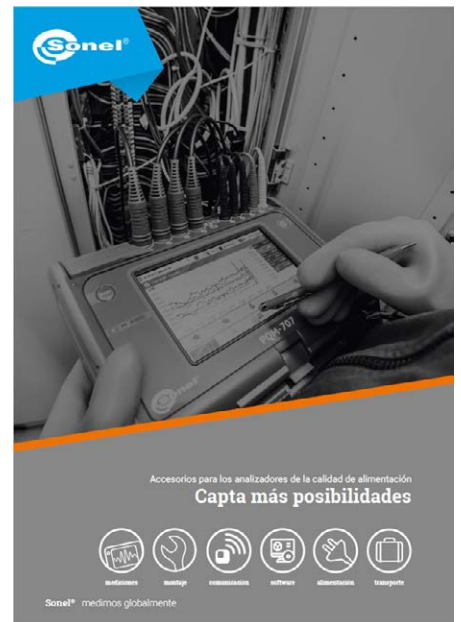 Sonel®
PQM-707
Sonel
Accesorios para los analizadores de la calidad de alimentación
Capta más posibilidades
mediciones montaje comunicación software alimentación transporte
Sonel® medimos globalmente